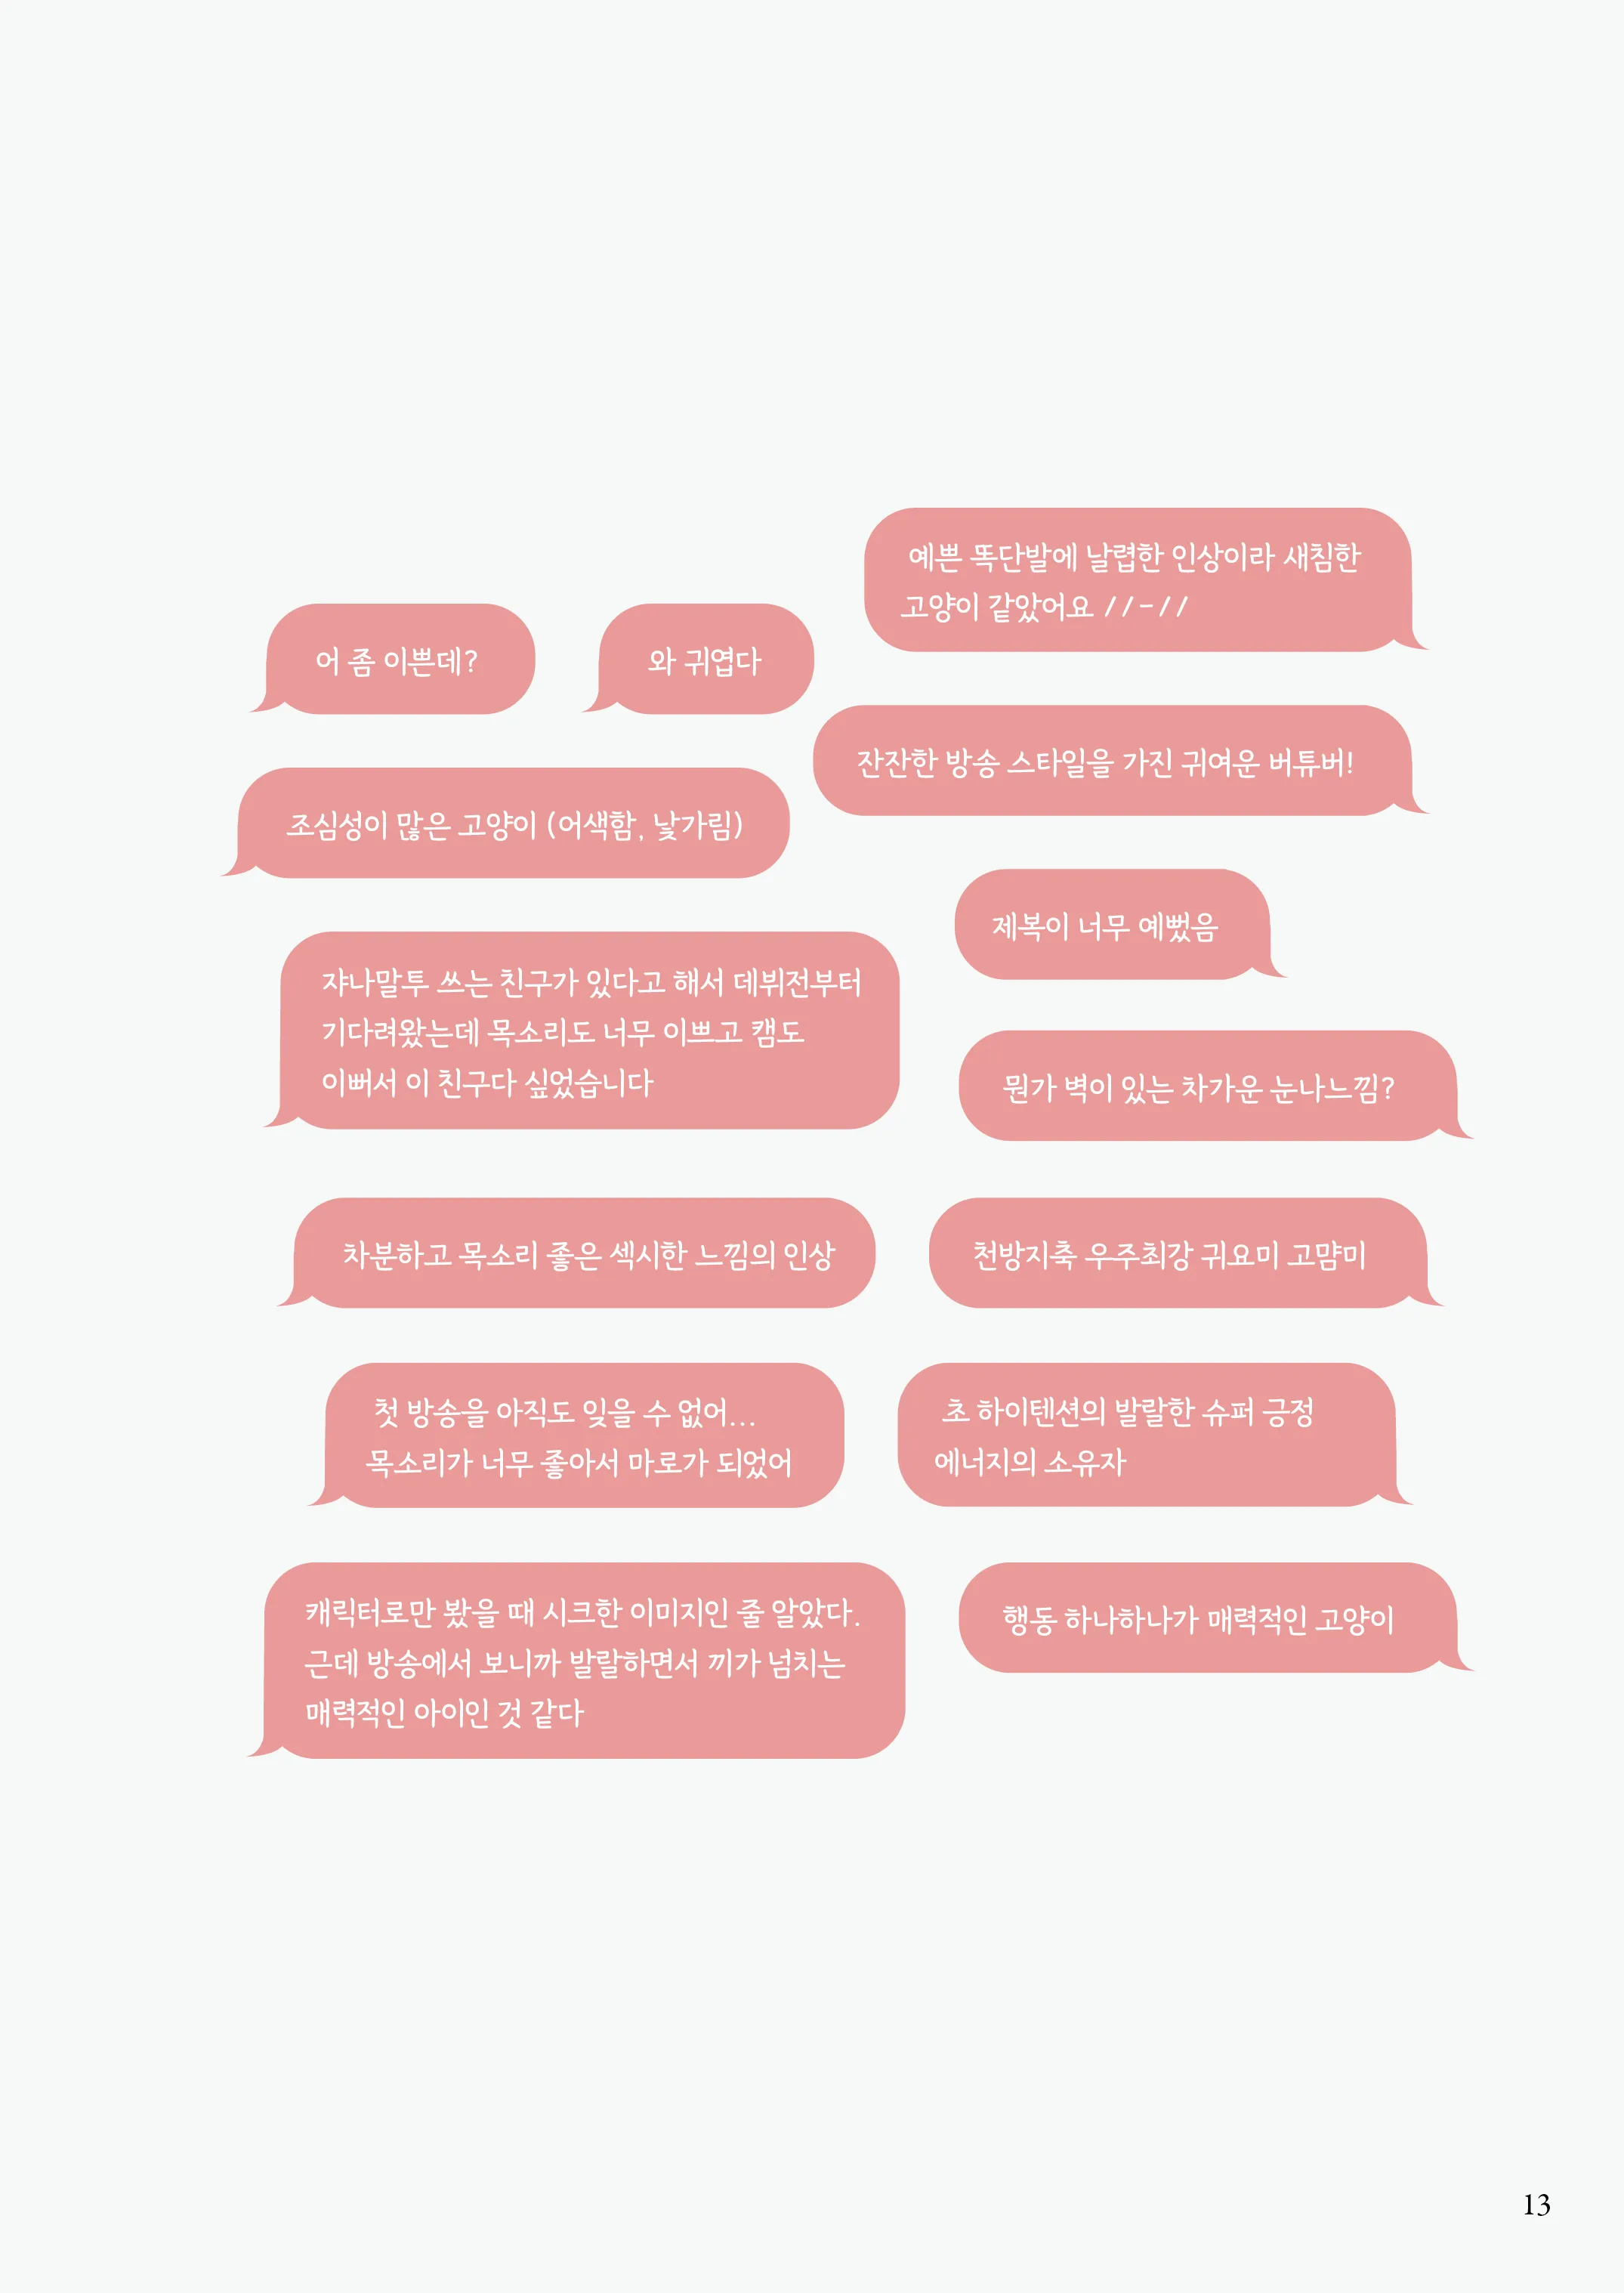 예쁜 똑단발에 날렵한 인상이라 새침한
고양이 같았어요 //-//
어 좀 이쁜데?
와 귀엽다
잔잔한 방송 스타일을 가진 귀여운 버튜버!
조심성이 많은 고양이 (어색함, 낯가림)
제복이 너무 예뻤음
쟈나말투 쓰는 친구가 있다고 해서 데뷔전부터
기다려왔는데 목소리도 너무 이쁘고 캠도
이뻐서 이 친구다 싶었습니다
뭔가 벽이 있는 차가운 눈나느낌?
차분하고 목소리 좋은 섹시한 느낌의 인상
천방지축 우주최강 귀요미 고먐미
첫 방송을 아직도 잊을 수 없어...
목소리가 너무 좋아서 마로가 되었어
초 하이텐션의 발랄한 슈퍼 긍정
에너지의 소유자
캐릭터로만 봤을 때 시크한 이미지인 줄 알았다.
근데 방송에서 보니까 발랄하면서 끼가 넘치는
매력적인 아이인 것 같다
행동 하나하나가 매력적인 고양이
13